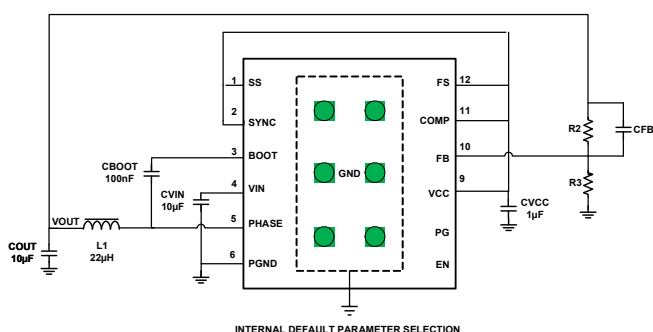 1 SS
FS 12
2 SYNC
COMP 11
R2
CFB
3 BOOT
FB 10
CBOOT
100nF
GND
R3
4 VIN
VCC 9
CVIN
10µF
CVCC
1µF
VOUT
5 PHASE
PG
L1
22µH
COUT
10µF
6 PGND
EN
INTERNAL DEFAULT PARAMETER SELECTION